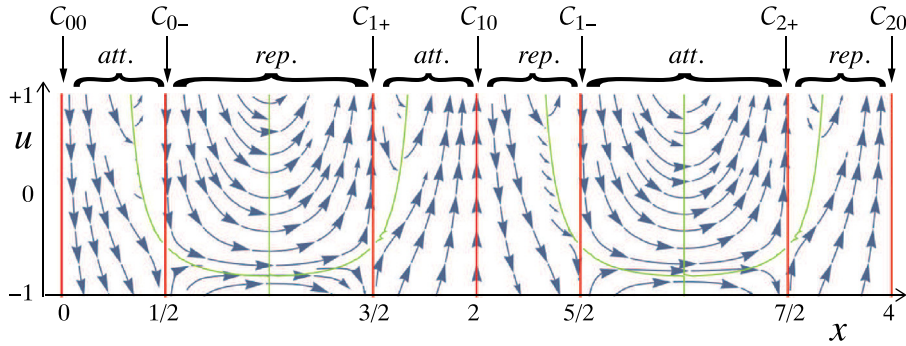 C₀₀ C₀₋ C₁₊ C₁₀ C₁₋ C₂₊ C₂₀
att. rep. att. rep. att. rep.
+1
u
0
−1
0 1/2 3/2 2 5/2 7/2 4
x